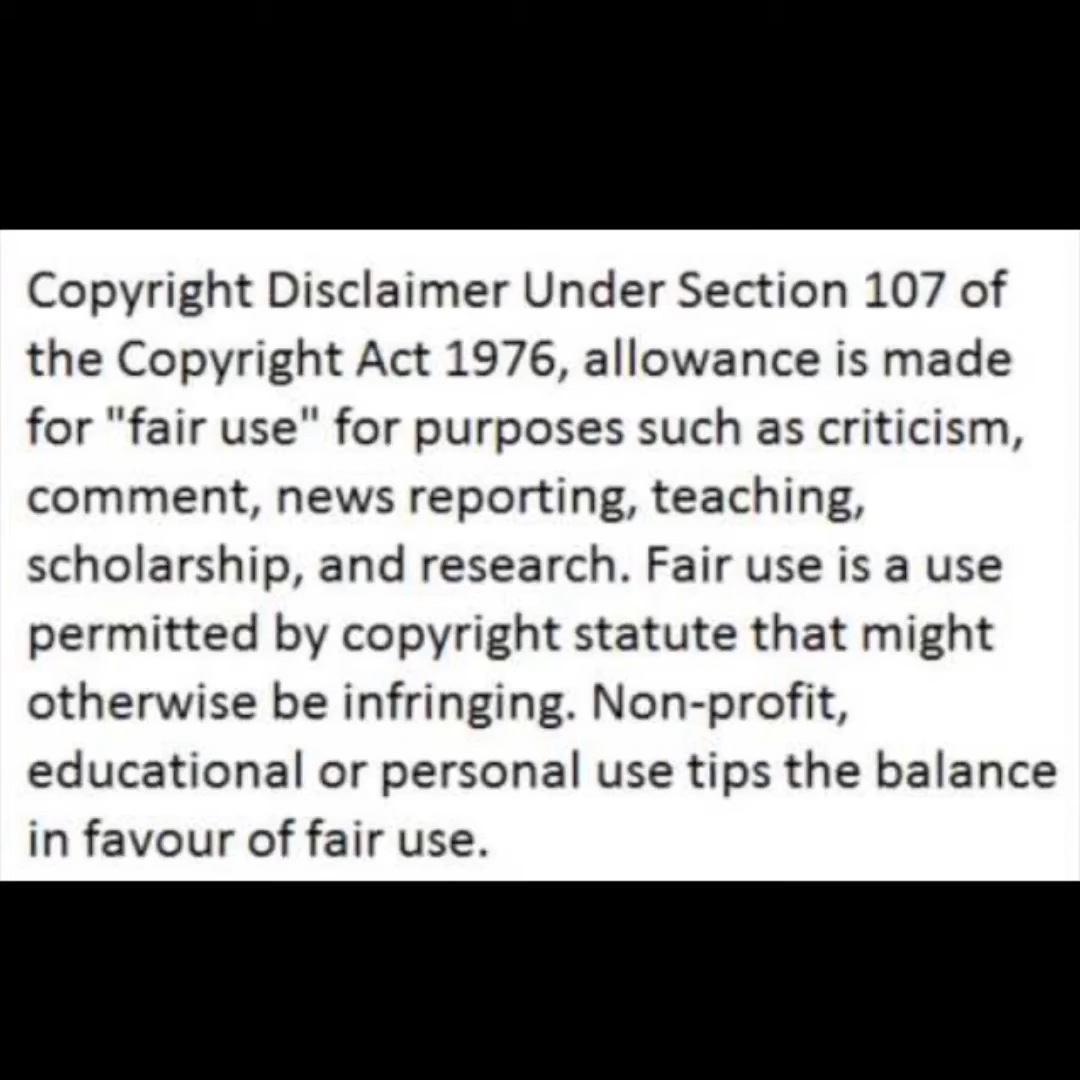 Copyright Disclaimer Under Section 107 of
the Copyright Act 1976, allowance is made
for "fair use" for purposes such as criticism,
comment, news reporting, teaching,
scholarship, and research. Fair use is a use
permitted by copyright statute that might
otherwise be infringing. Non-profit,
educational or personal use tips the balance
in favour of fair use.